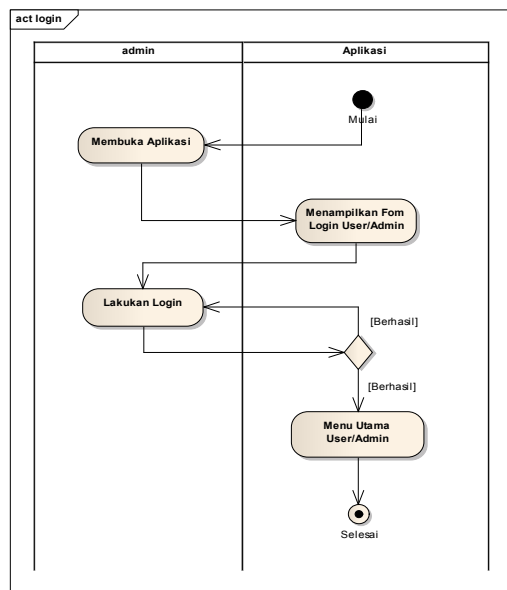 act login
admin
Aplikasi
Mulai
Membuka Aplikasi
Menampilkan Fom
Login User/Admin
Lakukan Login
[Berhasil]
[Berhasil]
Menu Utama
User/Admin
Selesai